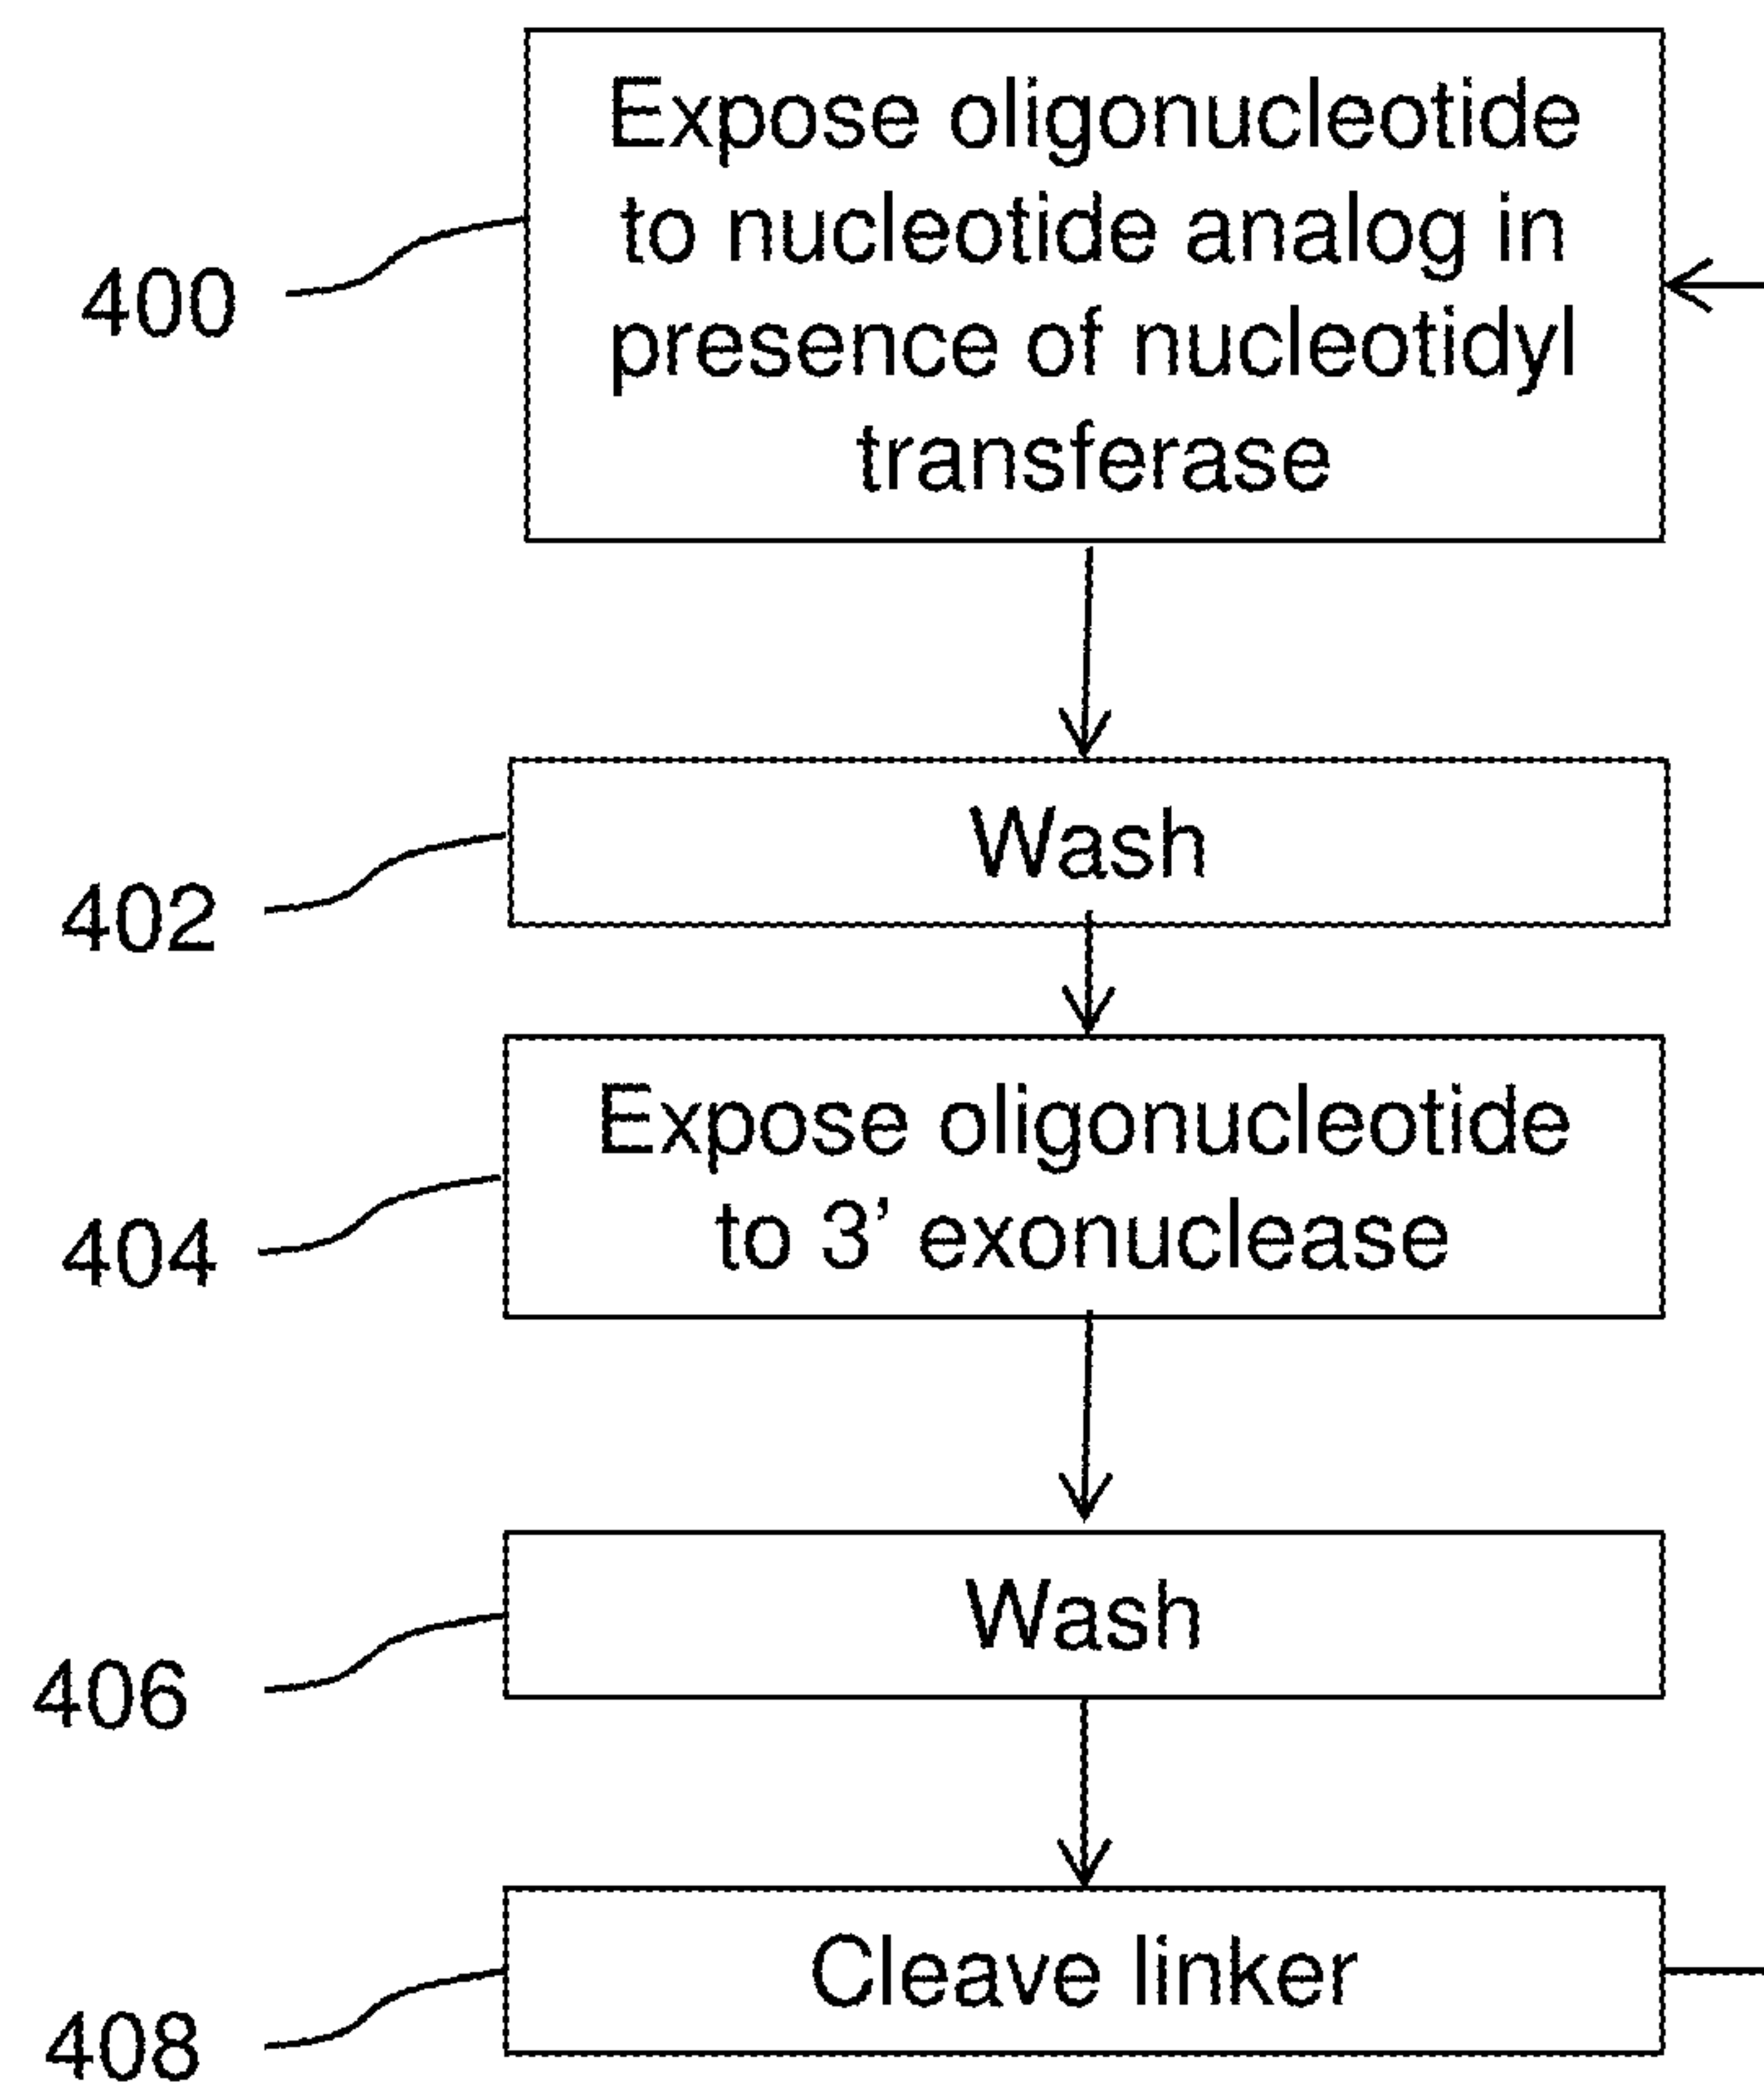 Expose oligonucleotide
to nucleotide analog in
presence of nucleotidyl
transferase
400
Wash
402
Expose oligonucleotide
to 3’ exonuclease
404
Wash
406
Cleave linker
408